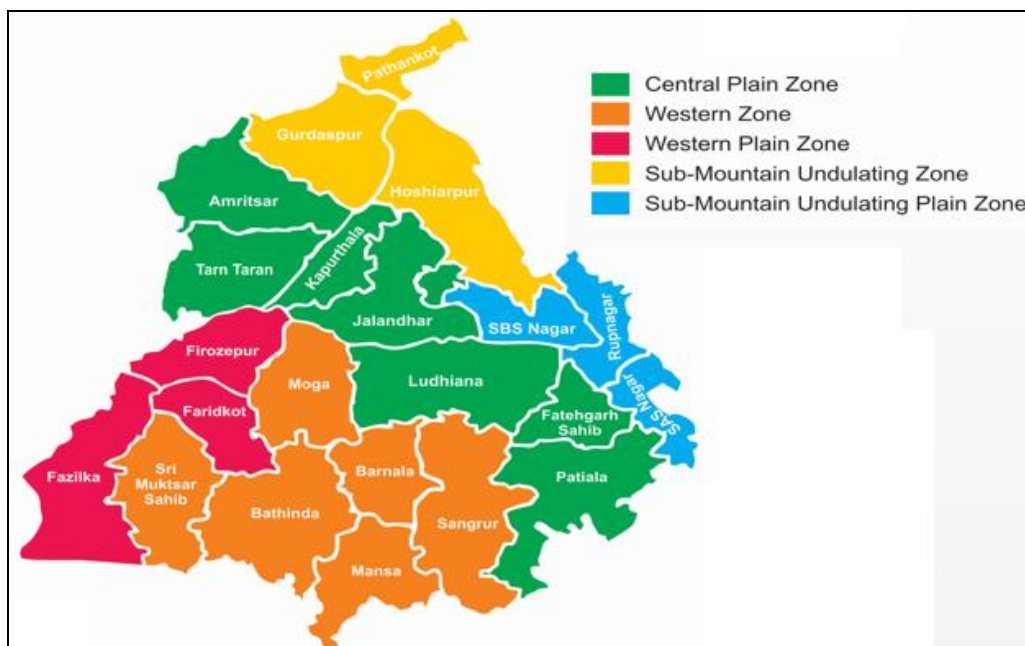 Pathankot
Gurdaspur
Hoshiarpur
Amritsar
Tarn Taran
Kapurthala
Jalandhar
SBS Nagar
Rupnagar
SAS Nagar
Firozepur
Moga
Ludhiana
Fatehgarh
Sahib
Faridkot
Fazilka
Sri
Muktsar
Sahib
Bathinda
Barnala
Sangrur
Patiala
Mansa
Central Plain Zone
Western Zone
Western Plain Zone
Sub-Mountain Undulating Zone
Sub-Mountain Undulating Plain Zone